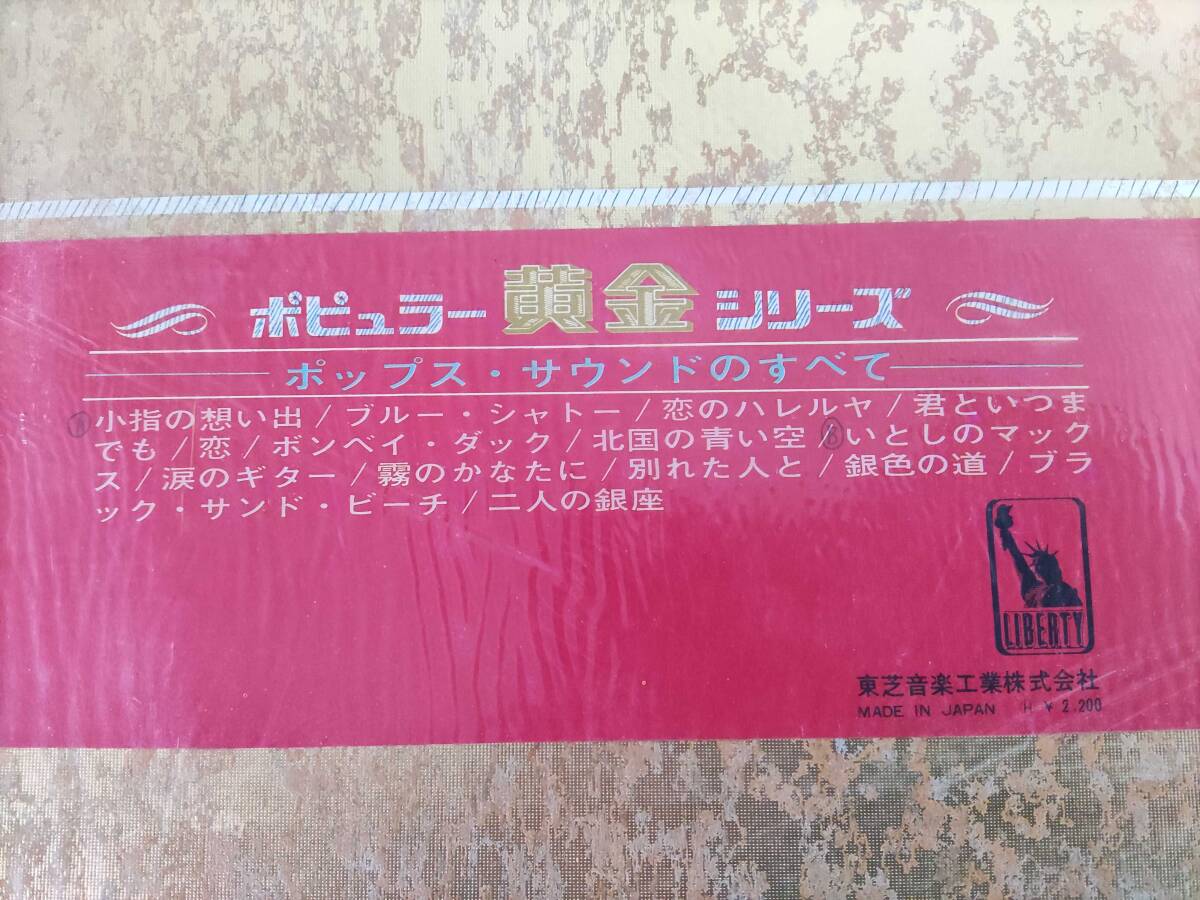 ポピュラー黄金シリーズ
ポップス・サウンドのすべて
小指の想い出/ブルー・シャトー/恋のハレルヤ/君といつま
でも/恋/ボンベイ・ダック/北国の青い空/いとしのマック
ス/涙のギター/霧のかなたに/別れた人と/銀色の道/ブラ
ック・サンド・ビーチ/二人の銀座
LIBERTY
東芝音楽工業株式会社
MADE IN JAPAN H ¥2.200